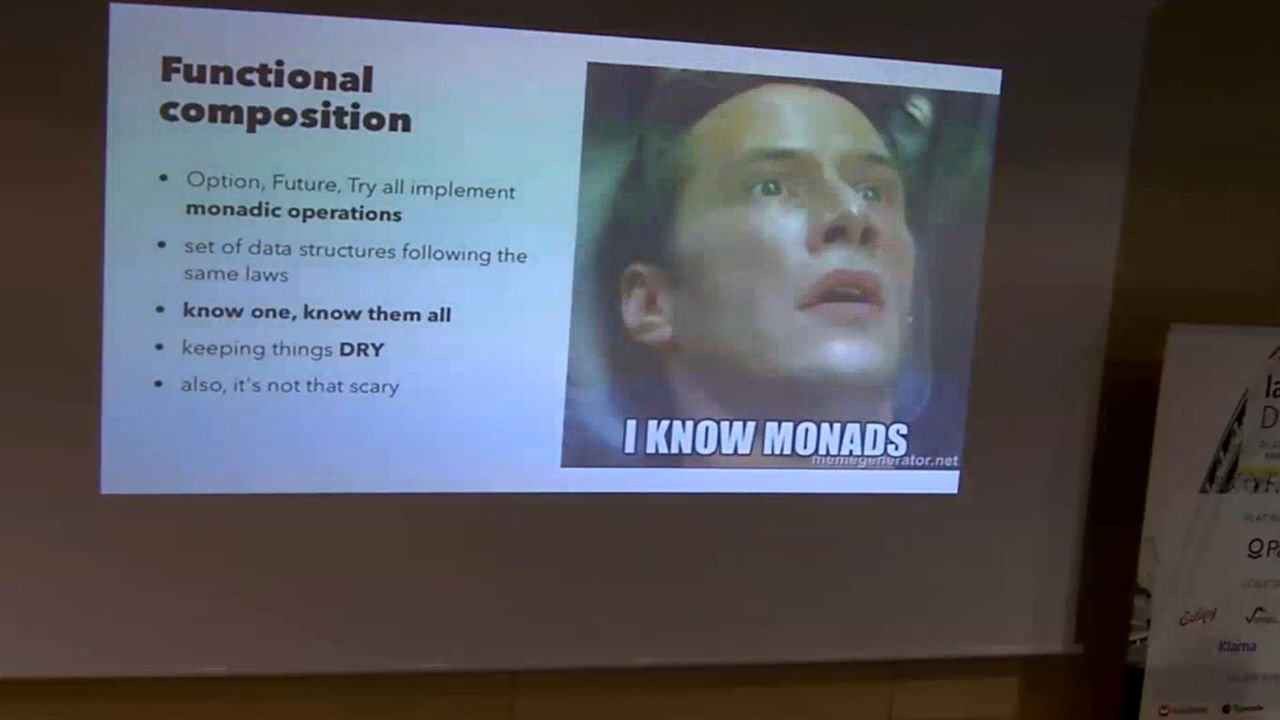 Functional
composition
• Option, Future, Try all implement
monadic operations
• set of data structures following the
same laws
• know one, know them all
• keeping things DRY
• also, it's not that scary
I KNOW MONADS
memegenerator.net
Klarna